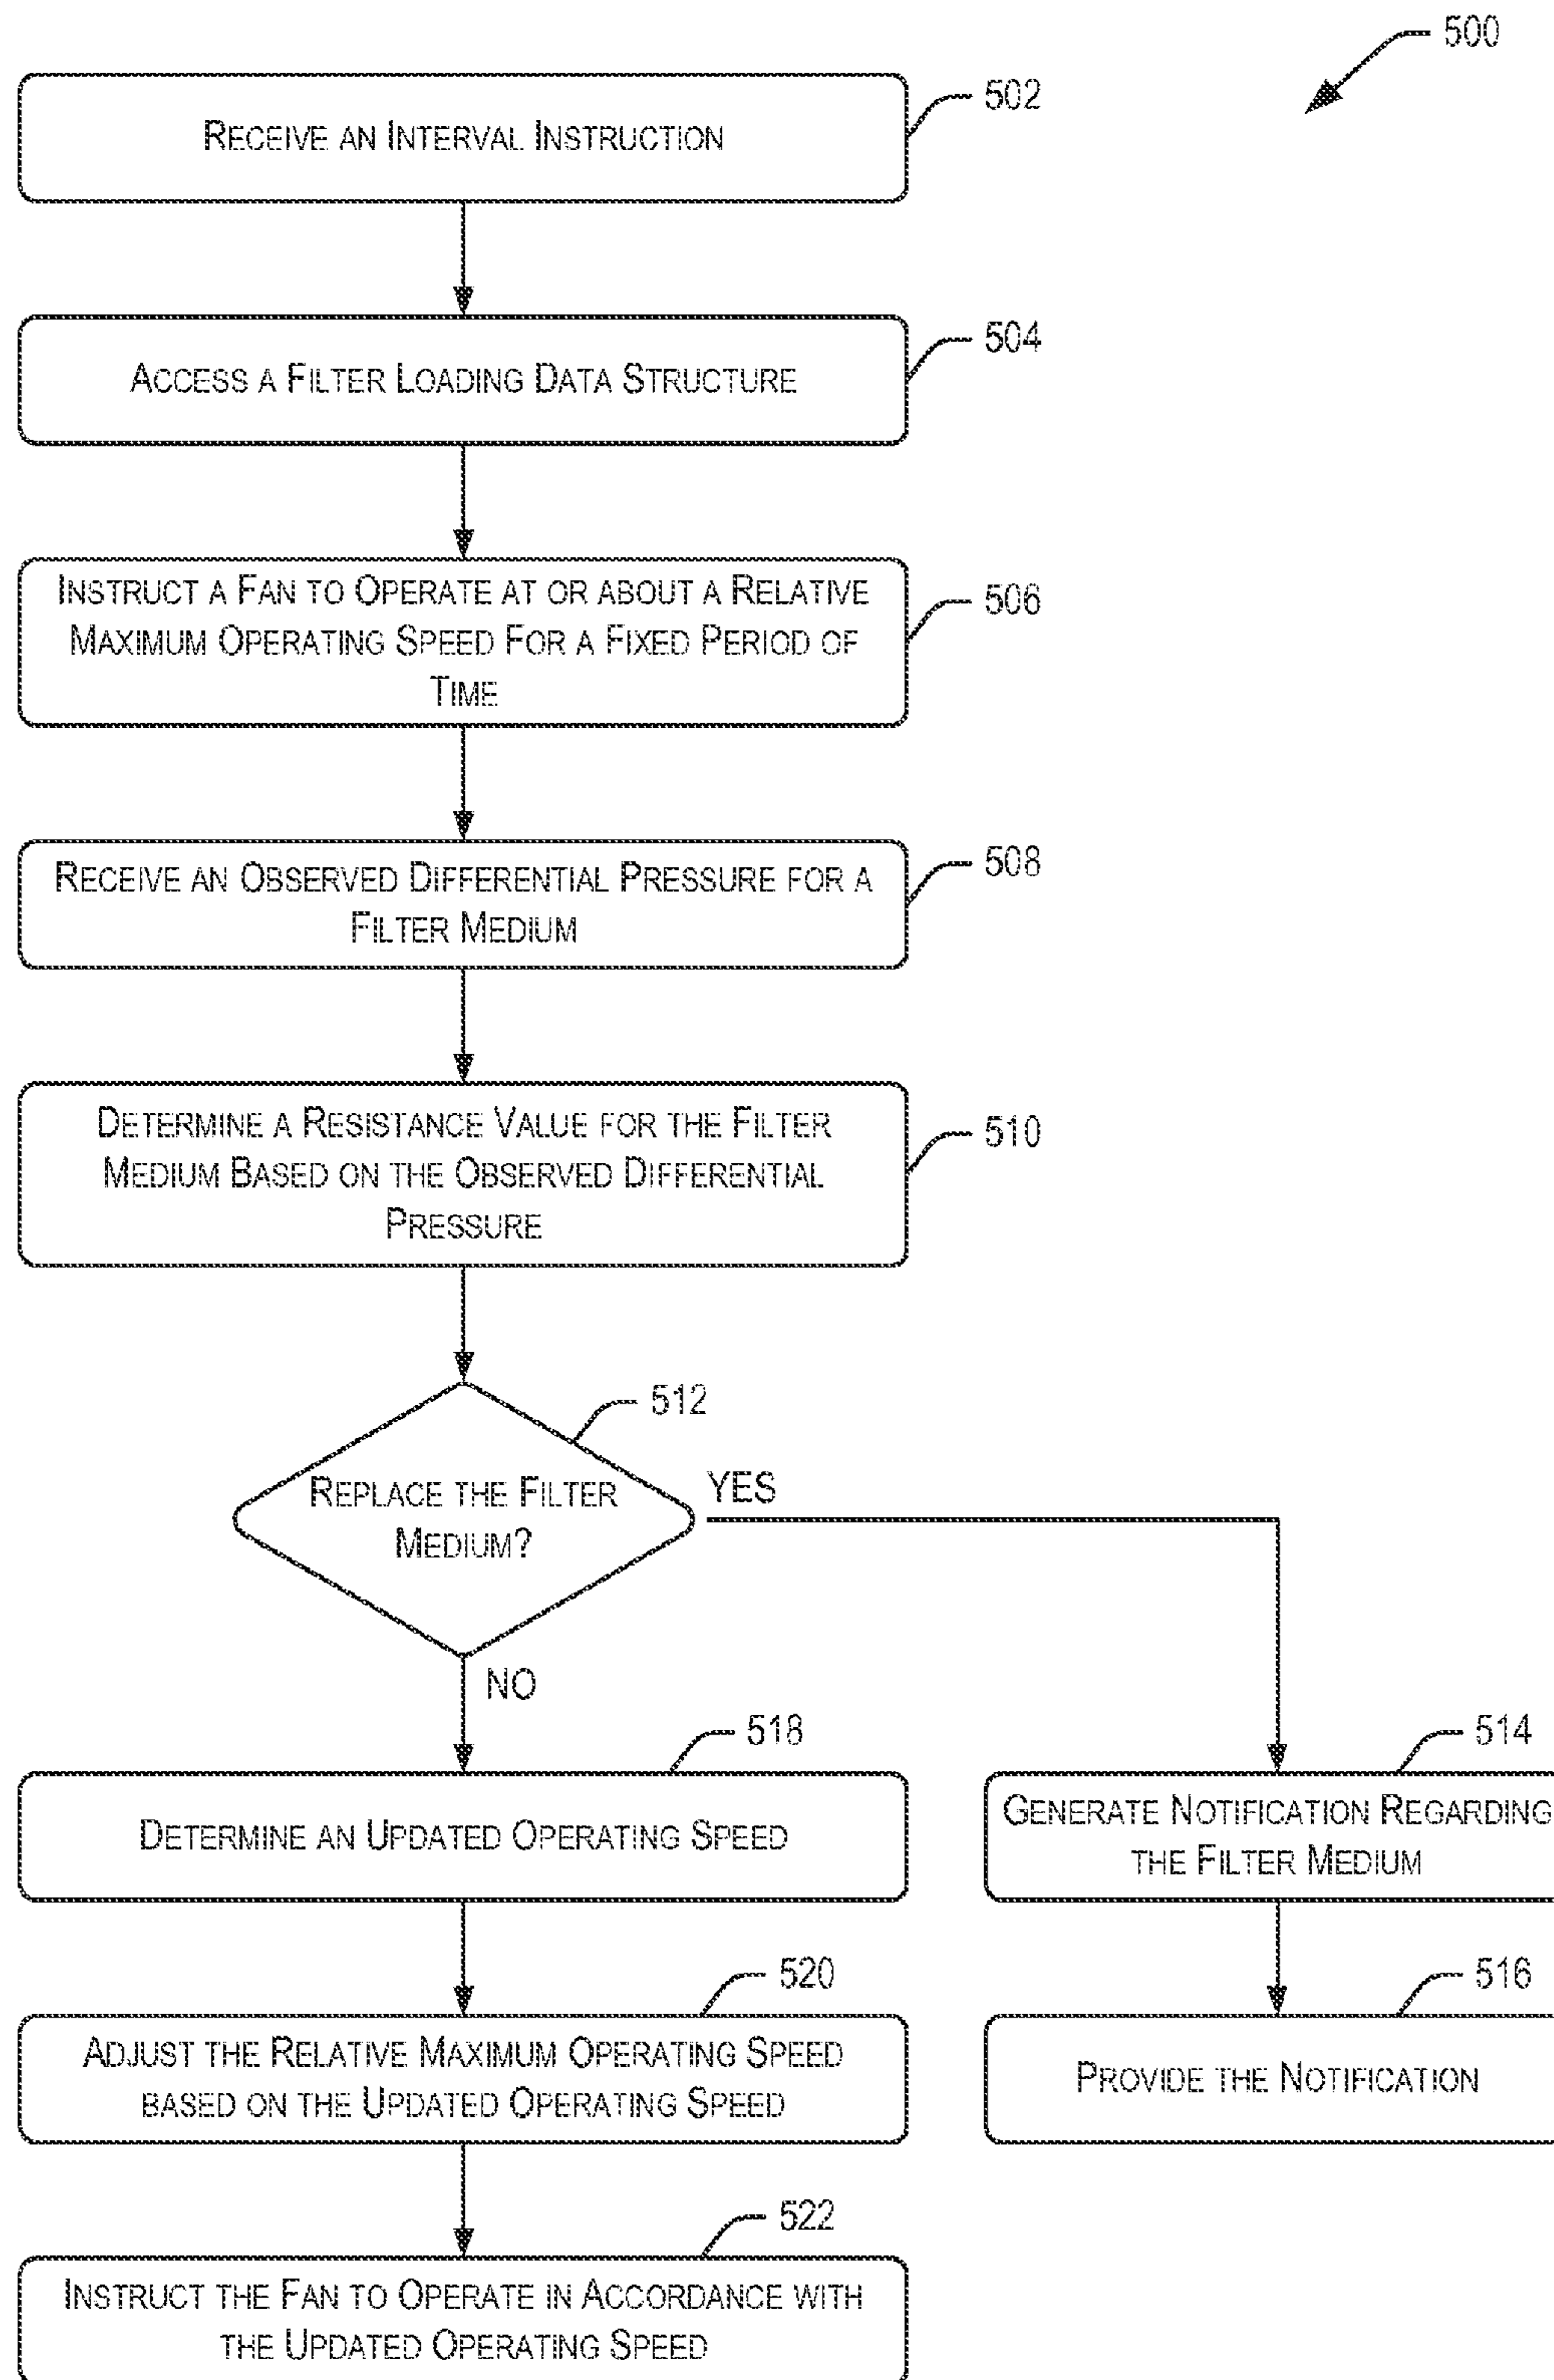 500
502
RECEIVE AN INTERVAL INSTRUCTION
504
ACCESS A FILTER LOADING DATA STRUCTURE
506
INSTRUCT A FAN TO OPERATE AT OR ABOUT A RELATIVE
MAXIMUM OPERATING SPEED FOR A FIXED PERIOD OF
TIME
508
RECEIVE AN OBSERVED DIFFERENTIAL PRESSURE FOR A
FILTER MEDIUM
510
DETERMINE A RESISTANCE VALUE FOR THE FILTER
MEDIUM BASED ON THE OBSERVED DIFFERENTIAL
PRESSURE
512
REPLACE THE FILTER
MEDIUM?
YES
NO
518
DETERMINE AN UPDATED OPERATING SPEED
514
GENERATE NOTIFICATION REGARDING
THE FILTER MEDIUM
520
ADJUST THE RELATIVE MAXIMUM OPERATING SPEED
BASED ON THE UPDATED OPERATING SPEED
516
PROVIDE THE NOTIFICATION
522
INSTRUCT THE FAN TO OPERATE IN ACCORDANCE WITH
THE UPDATED OPERATING SPEED